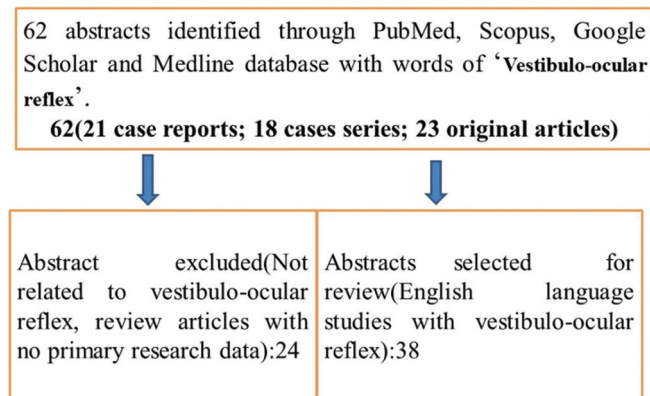 62 abstracts identified through PubMed, Scopus, Google
Scholar and Medline database with words of ‘Vestibulo-ocular
reflex’.
62(21 case reports; 18 cases series; 23 original articles)
Abstract excluded(Not
related to vestibulo-ocular
reflex, review articles with
no primary research data):24
Abstracts selected for
review(English language
studies with vestibulo-ocular
reflex):38